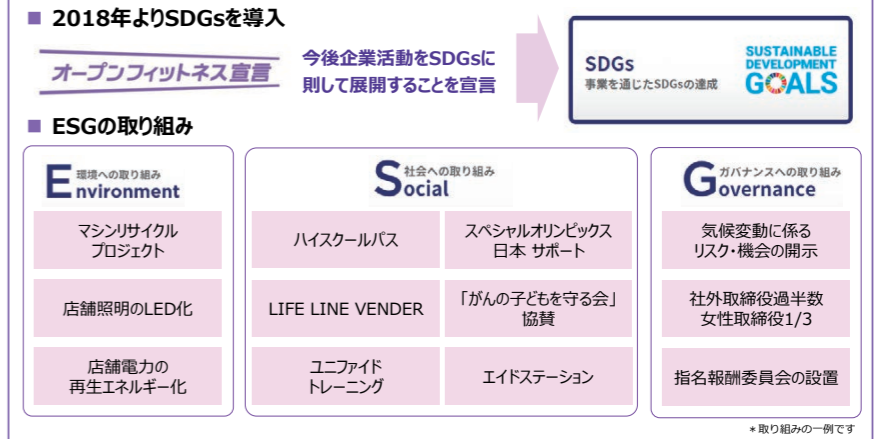 ■ 2018年よりSDGsを導入
オープンフィットネス宣言
今後企業活動をSDGsに
則して展開することを宣言
SDGs
事業を通じたSDGsの達成
SUSTAINABLE
DEVELOPMENT
GOALS
■ ESGの取り組み
環境への取り組み
Environment
マシンリサイクル
プロジェクト
店舗照明のLED化
店舗電力の
再生エネルギー化
社会への取り組み
Social
ハイスクールパス
スペシャルオリンピックス
日本 サポート
LIFE LINE VENDER
「がんの子どもを守る会」
協賛
ユニファイド
トレーニング
エイドステーション
ガバナンスへの取り組み
Governance
気候変動に係る
リスク・機会の開示
社外取締役過半数
女性取締役1/3
指名報酬委員会の設置
＊取り組みの一例です